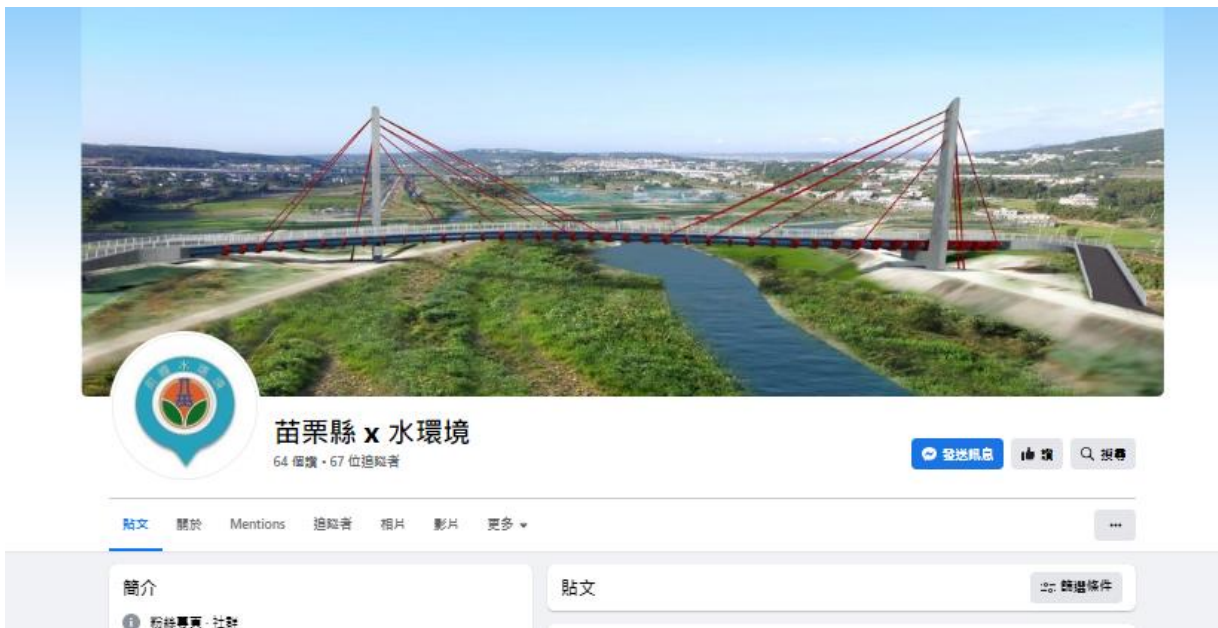 苗栗縣 x 水環境
64 個讚・67 位追蹤者
發送訊息
讚
搜尋
貼文
關於
Mentions
追蹤者
相片
影片
更多
簡介
粉絲專頁 · 社群
貼文
篩選條件